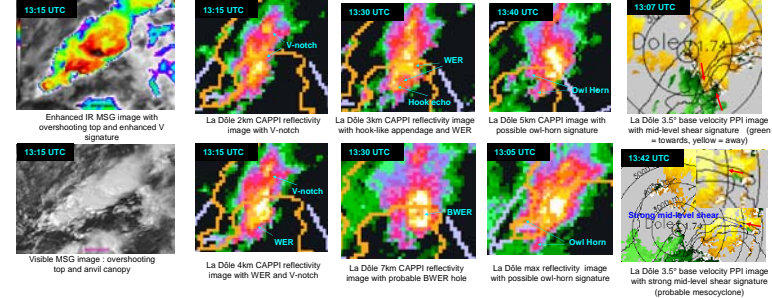 13:15 UTC
13:15 UTC
13:30 UTC
13:40 UTC
13:07 UTC
V-notch
WER
Hook echo
Owl Horn
Dole
1.74
Enhanced IR MSG image with
overshooting top and enhanced V
signature
La Dôle 2km CAPPI reflectivity
image with V-notch
La Dôle 3km CAPPI reflectivity image
with hook-like appendage and WER
La Dôle 5km CAPPI image with
possible owl-horn signature
La Dôle 3.5° base velocity PPI image
with mid-level shear signature (green
= towards, yellow = away)
13:15 UTC
13:15 UTC
13:30 UTC
13:05 UTC
13:42 UTC
V-notch
WER
BWER
Owl Horn
Strong mid-level shear
Dole
1.74
Visible MSG image : overshooting
top and anvil canopy
La Dôle 4km CAPPI reflectivity
image with WER and V-notch
La Dôle 7km CAPPI reflectivity
image with probable BWER hole
La Dôle max reflectivity image
with possible owl-horn signature
La Dôle 3.5° base velocity PPI image
with strong mid-level shear signature
(probable mesocyclone)